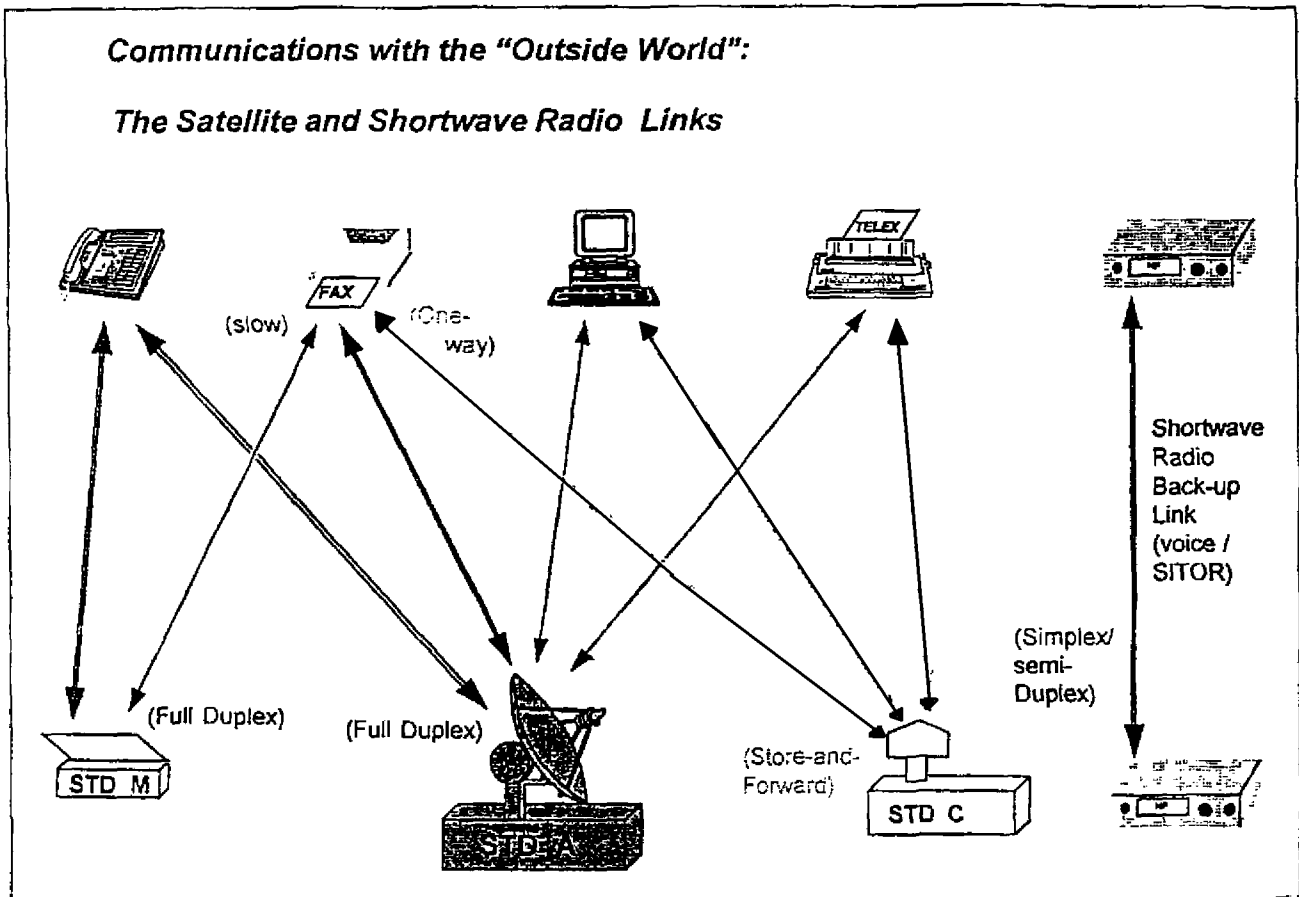 Communications with the "Outside World":
The Satellite and Shortwave Radio Links
TELEX
FAX
(slow)
(One-
way)
Shortwave
Radio
Back-up
Link
(voice /
SITOR)
(Simplex/
semi-
Duplex)
(Full Duplex)
(Full Duplex)
(Store-and-
Forward)
STD M
STD A
STD C